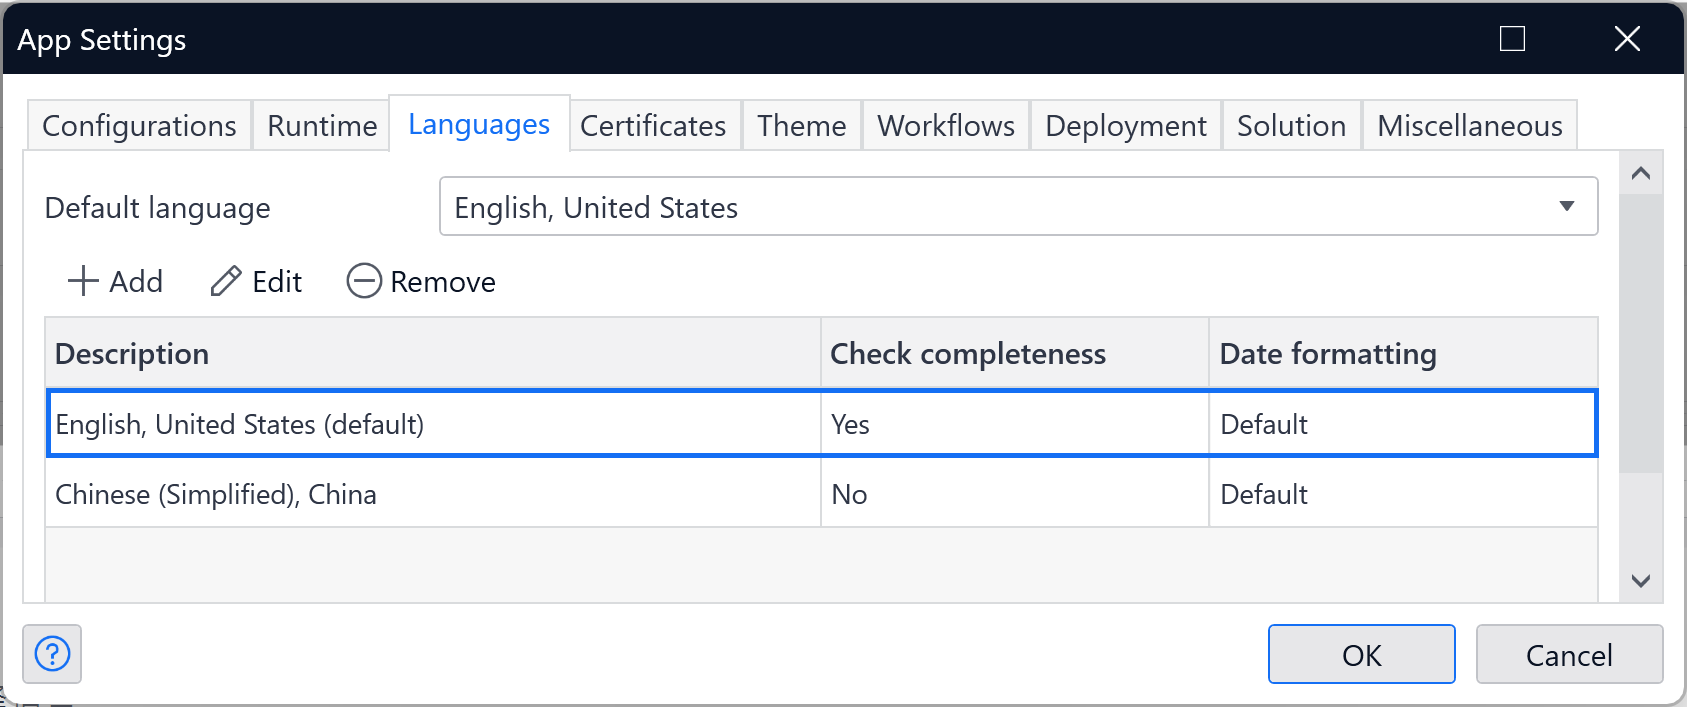 App Settings
Configurations Runtime Languages Certificates Theme Workflows Deployment Solution Miscellaneous
Default language English, United States
Add Edit Remove
Description Check completeness Date formatting
English, United States (default) Yes Default
Chinese (Simplified), China No Default
? OK Cancel